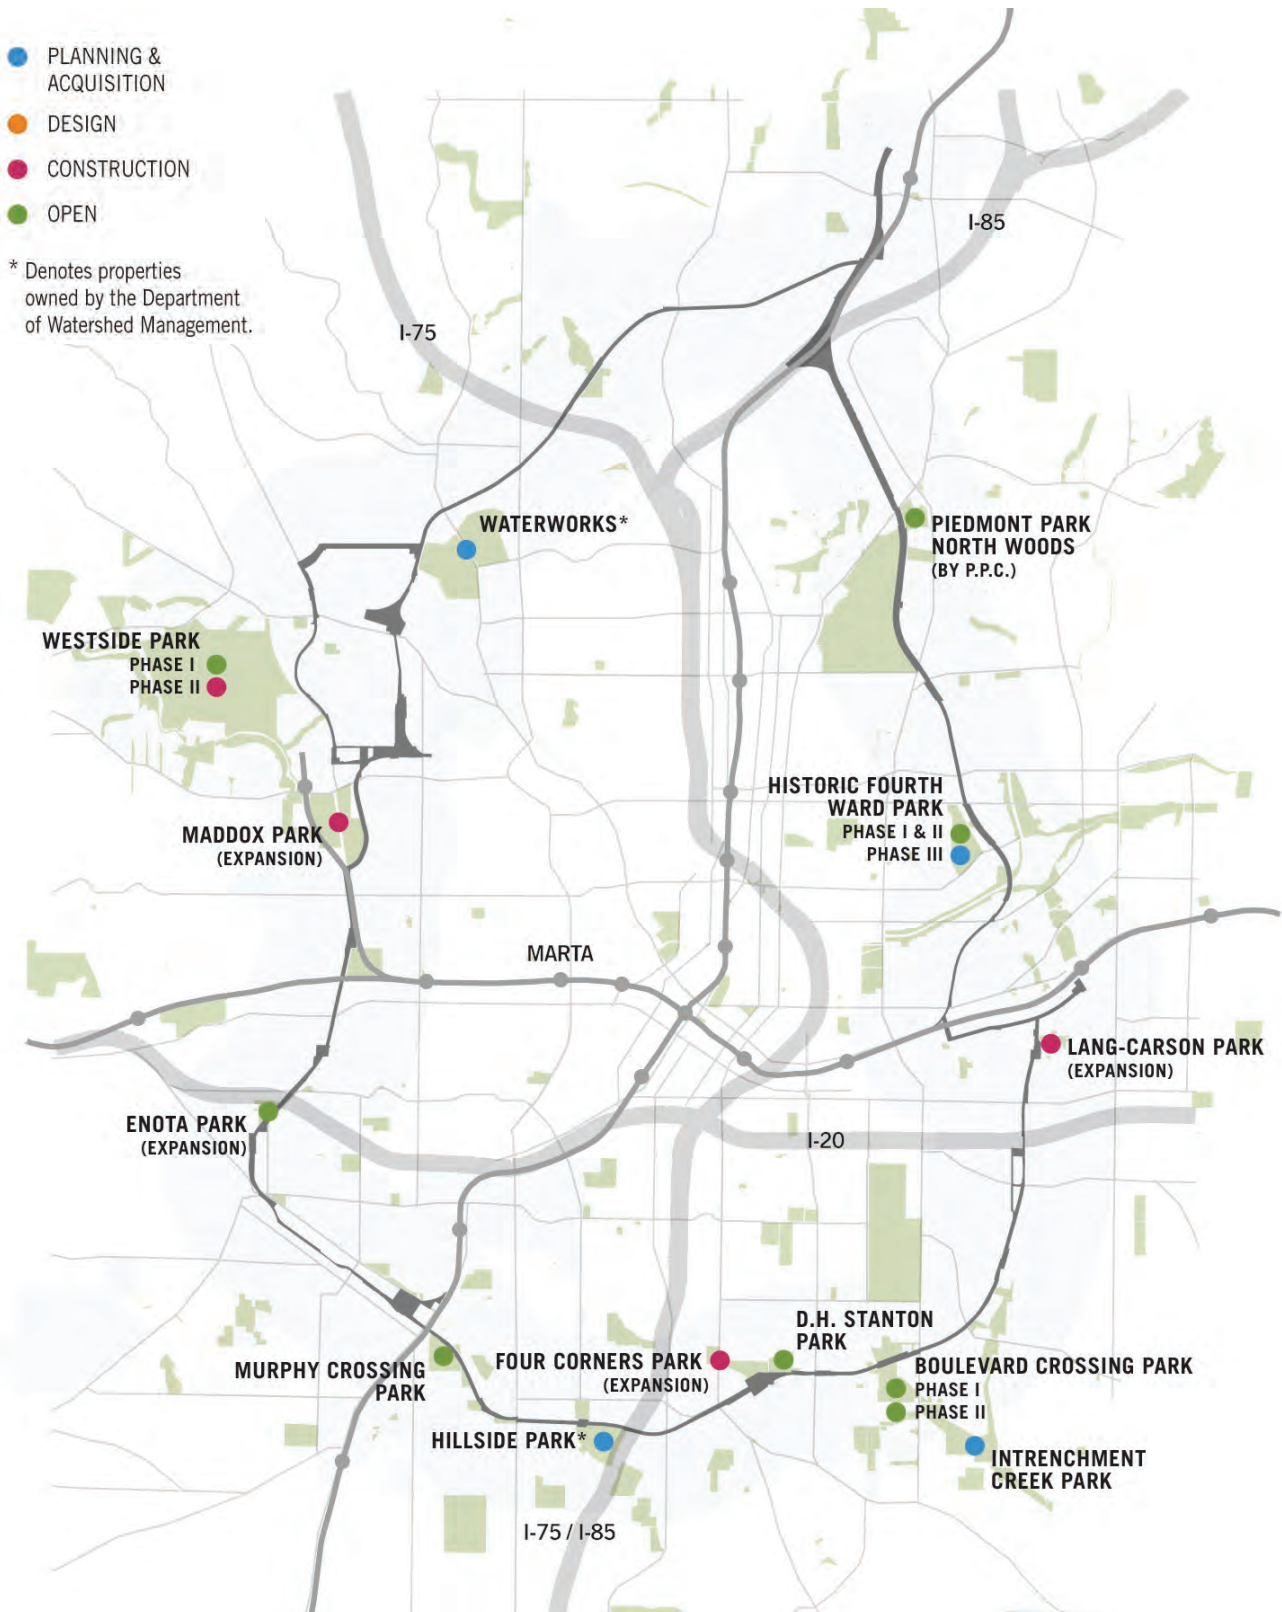 PLANNING &
ACQUISITION
DESIGN
CONSTRUCTION
OPEN
* Denotes properties
owned by the Department
of Watershed Management.
I-85
I-75
WATERWORKS*
PIEDMONT PARK
NORTH WOODS
(BY P.P.C.)
WESTSIDE PARK
PHASE I
PHASE II
HISTORIC FOURTH
WARD PARK
PHASE I & II
PHASE III
MADDOX PARK
(EXPANSION)
MARTA
LANG-CARSON PARK
(EXPANSION)
ENOTA PARK
(EXPANSION)
I-20
D.H. STANTON
PARK
MURPHY CROSSING
PARK
FOUR CORNERS PARK
(EXPANSION)
BOULEVARD CROSSING PARK
PHASE I
PHASE II
HILLSIDE PARK*
INTRENCHMENT
CREEK PARK
I-75 / I-85